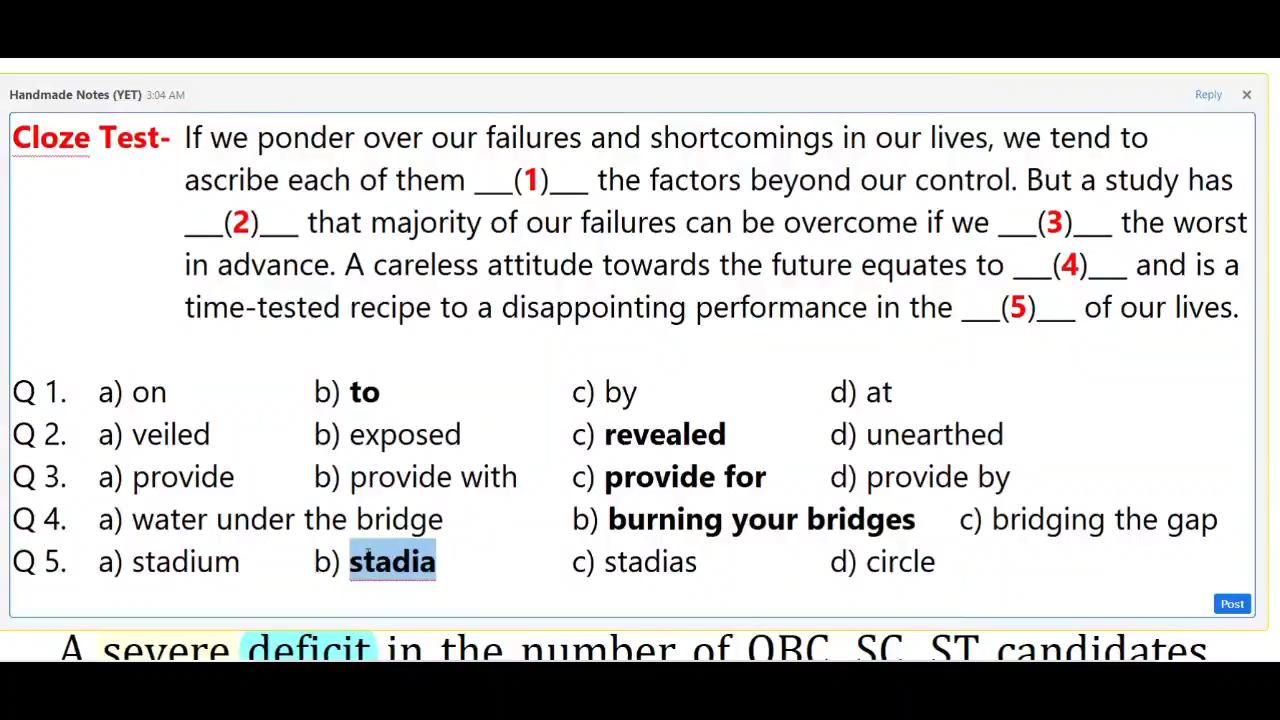 Handmade Notes (YET) 3:04 AM Reply
Cloze Test- If we ponder over our failures and shortcomings in our lives, we tend to
ascribe each of them ___(1)___ the factors beyond our control. But a study has
___(2)___ that majority of our failures can be overcome if we ___(3)___ the worst
in advance. A careless attitude towards the future equates to ___(4)___ and is a
time-tested recipe to a disappointing performance in the ___(5)___ of our lives.
Q 1. a) on b) to c) by d) at
Q 2. a) veiled b) exposed c) revealed d) unearthed
Q 3. a) provide b) provide with c) provide for d) provide by
Q 4. a) water under the bridge b) burning your bridges c) bridging the gap
Q 5. a) stadium b) stadia c) stadias d) circle
Post
A severe deficit in the number of OBC, SC, ST candidates